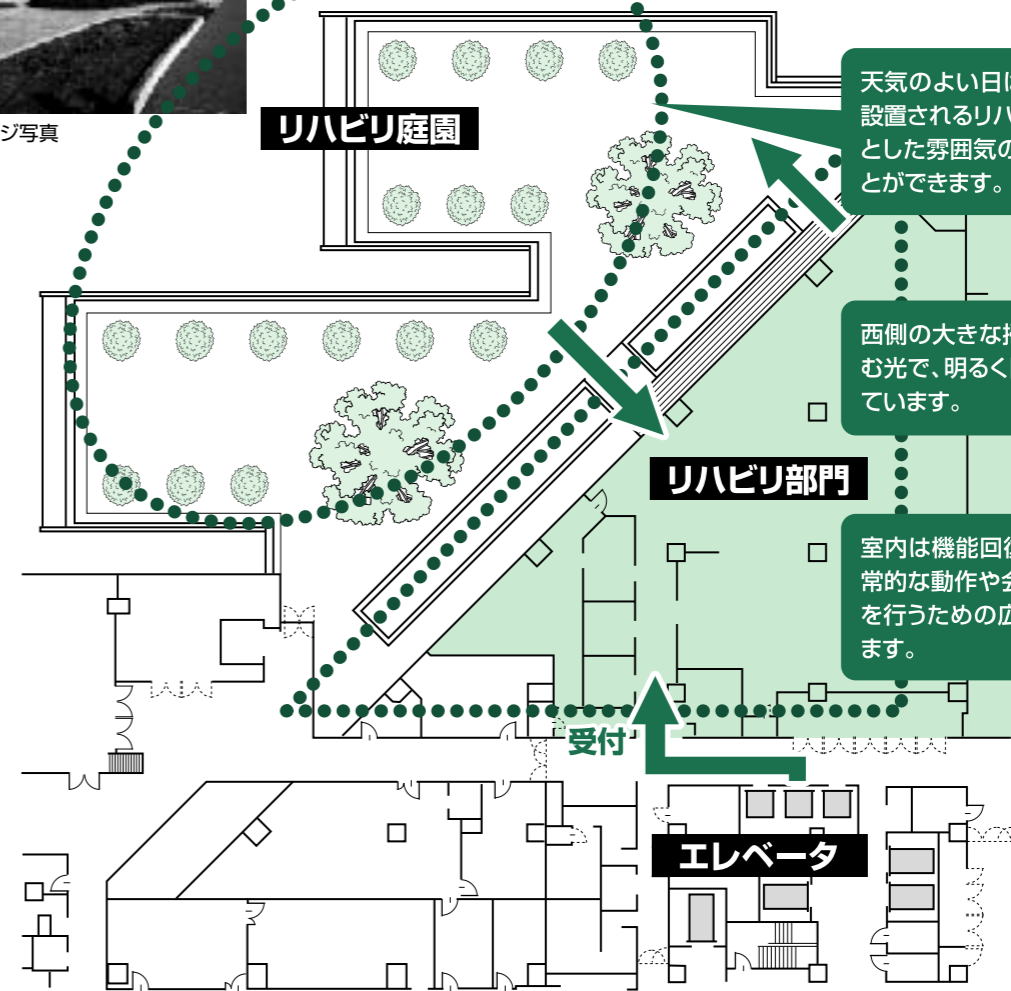 ジ写真
リハビリ庭園
天気のよい日は
設置されるリハ
とした雰囲気の
とができます。
西側の大きな
む光で、明るく
ています。
リハビリ部門
室内は機能回復
常的な動作や会
を行うための広
ます。
受付
エレベータ